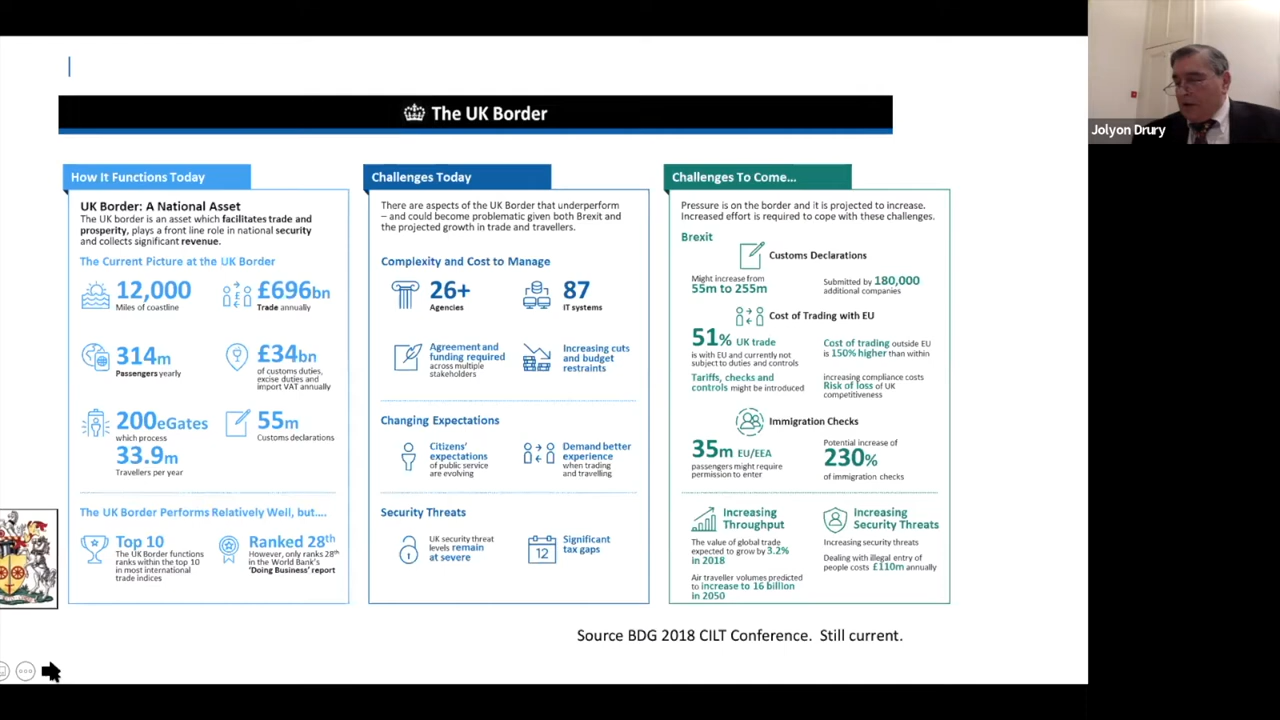 The UK Border
Jolyon Drury
How It Functions Today
UK Border: A National Asset
The UK border is an asset which facilitates trade and
prosperity, plays a front line role in national security
and collects significant revenue.
The Current Picture at the UK Border
12,000
Miles of coastline
£696bn
Trade annually
314m
Passengers yearly
£34bn
of customs duties,
excise duties and
import VAT annually
200eGates
which process
33.9m
Travellers per year
55m
Customs declarations
The UK Border Performs Relatively Well, but....
Top 10
The UK Border functions
ranks within the top 10
in most international
trade indices
Ranked 28th
However, only ranks 28th
in the World Bank's
'Doing Business' report
Challenges Today
There are aspects of the UK Border that underperform
– and could become problematic given both Brexit and
the projected growth in trade and travellers.
Complexity and Cost to Manage
26+
Agencies
87
IT systems
Agreement and
funding required
across multiple
stakeholders
Increasing cuts
and budget
restraints
Changing Expectations
Citizens'
expectations
of public service
are evolving
Demand better
experience
when trading
and travelling
Security Threats
UK security threat
levels remain
at severe
12
Significant
tax gaps
Challenges To Come...
Pressure is on the border and it is projected to increase.
Increased effort is required to cope with these challenges.
Brexit
Customs Declarations
Might increase from
55m to 255m
Submitted by 180,000
additional companies
Cost of Trading with EU
51% UK trade
is with EU and currently not
subject to duties and controls
Cost of trading outside EU
is 150% higher than within
Tariffs, checks and
controls might be introduced
increasing compliance costs
Risk of loss of UK
competitiveness
Immigration Checks
35m EU/EEA
passengers might require
permission to enter
Potential increase of
230%
of immigration checks
Increasing
Throughput
The value of global trade
expected to grow by 3.2%
in 2018
Air traveller volumes predicted
to increase to 16 billion
in 2050
Increasing
Security Threats
Increasing security threats
Dealing with illegal entry of
people costs £110m annually
Source BDG 2018 CILT Conference. Still current.